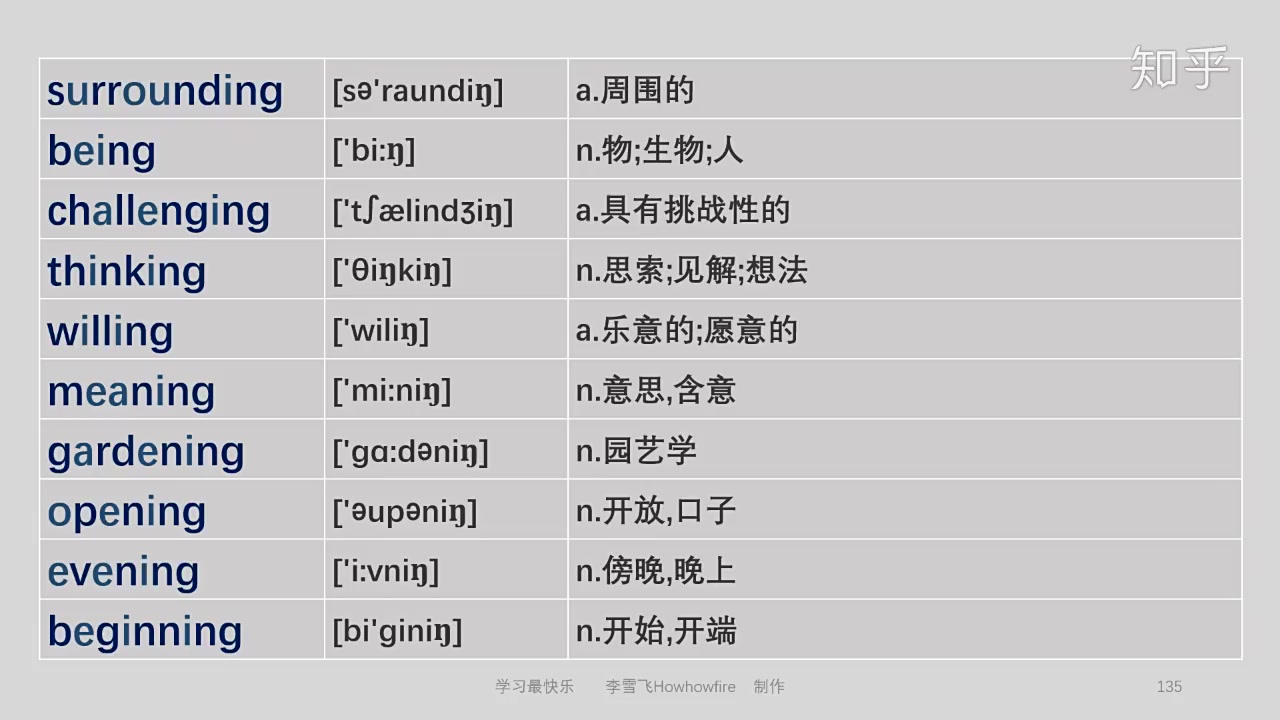 知乎
surrounding [sə'raundiŋ] a.周围的
being ['bi:ŋ] n.物;生物;人
challenging ['tʃælindʒiŋ] a.具有挑战性的
thinking ['θiŋkiŋ] n.思索;见解;想法
willing ['wiliŋ] a.乐意的;愿意的
meaning ['mi:niŋ] n.意思,含意
gardening ['gɑ:dəniŋ] n.园艺学
opening ['əupəniŋ] n.开放,口子
evening ['i:vniŋ] n.傍晚,晚上
beginning [bi'giniŋ] n.开始,开端
学习最快乐 李雪飞Howhowfire 制作 135